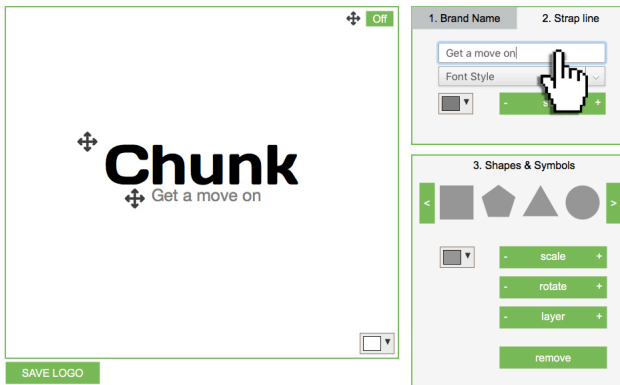 Off
Chunk
Get a move on
SAVE LOGO
1. Brand Name
2. Strap line
Get a move on
Font Style
- +
3. Shapes & Symbols
< >
- scale +
- rotate +
- layer +
remove